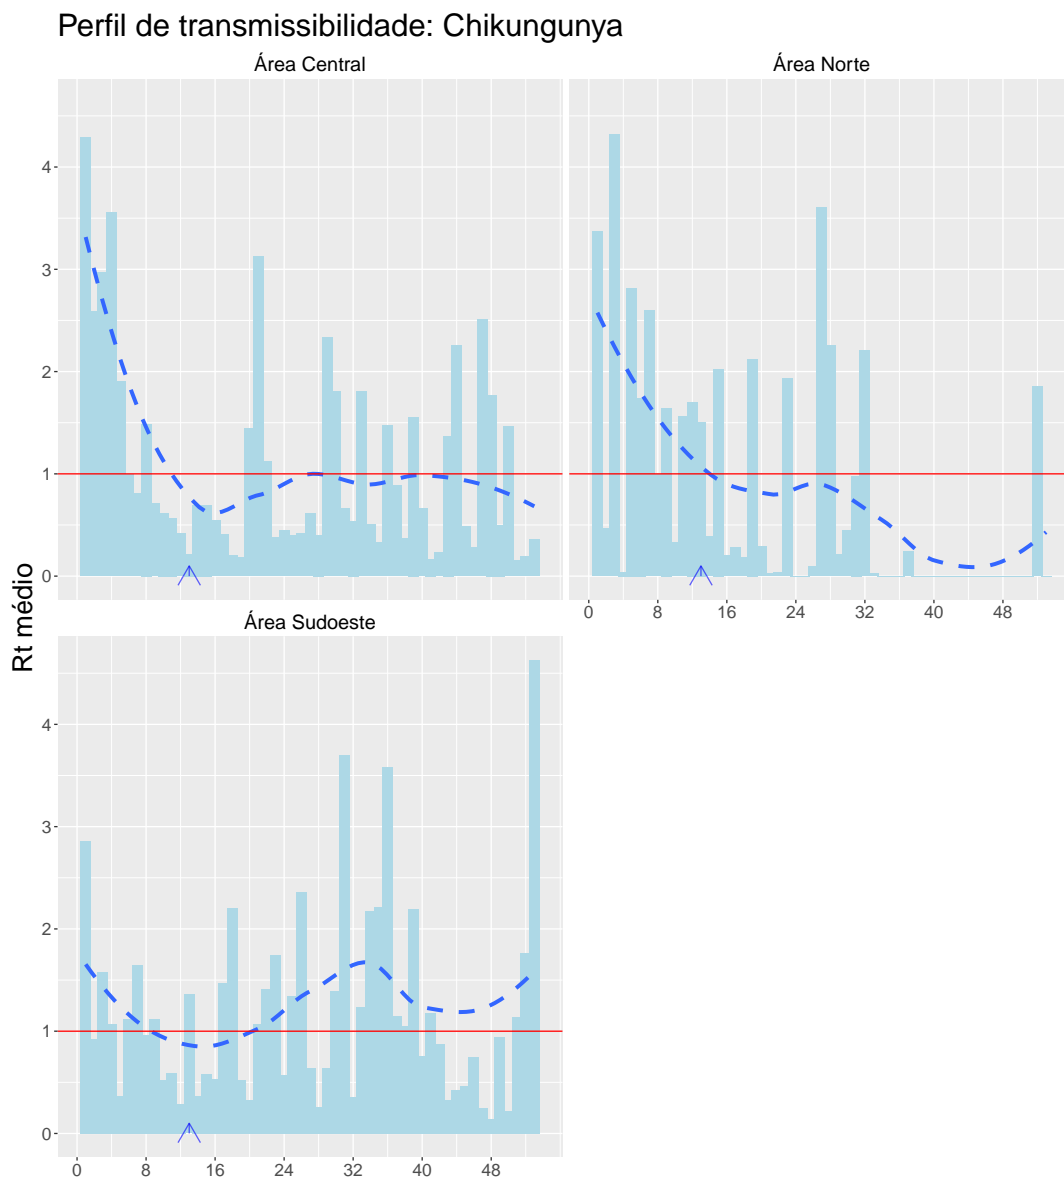 Perfil de transmissibilidade: Chikungunya
Área Central
Área Norte
4
3
2
1
0
0 8 16 24 32 40 48
Área Sudoeste
Rt médio
4
3
2
1
0
0 8 16 24 32 40 48